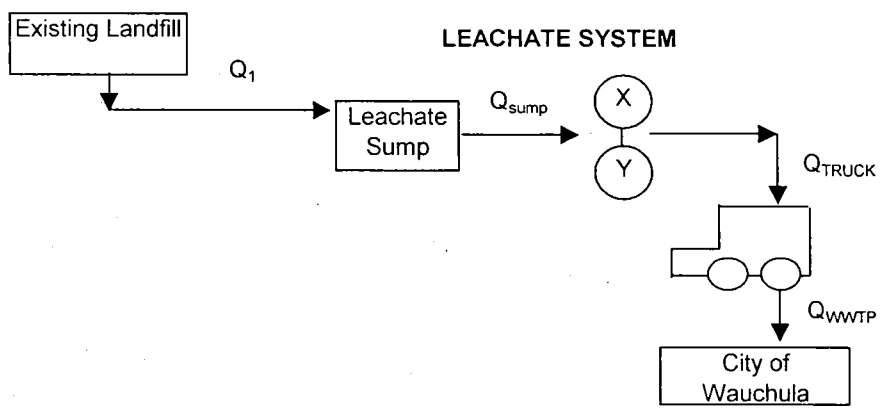 Existing Landfill
LEACHATE SYSTEM
Q₁
Leachate
Sump
Qsump
X
Y
QTRUCK
QWWTP
City of
Wauchula